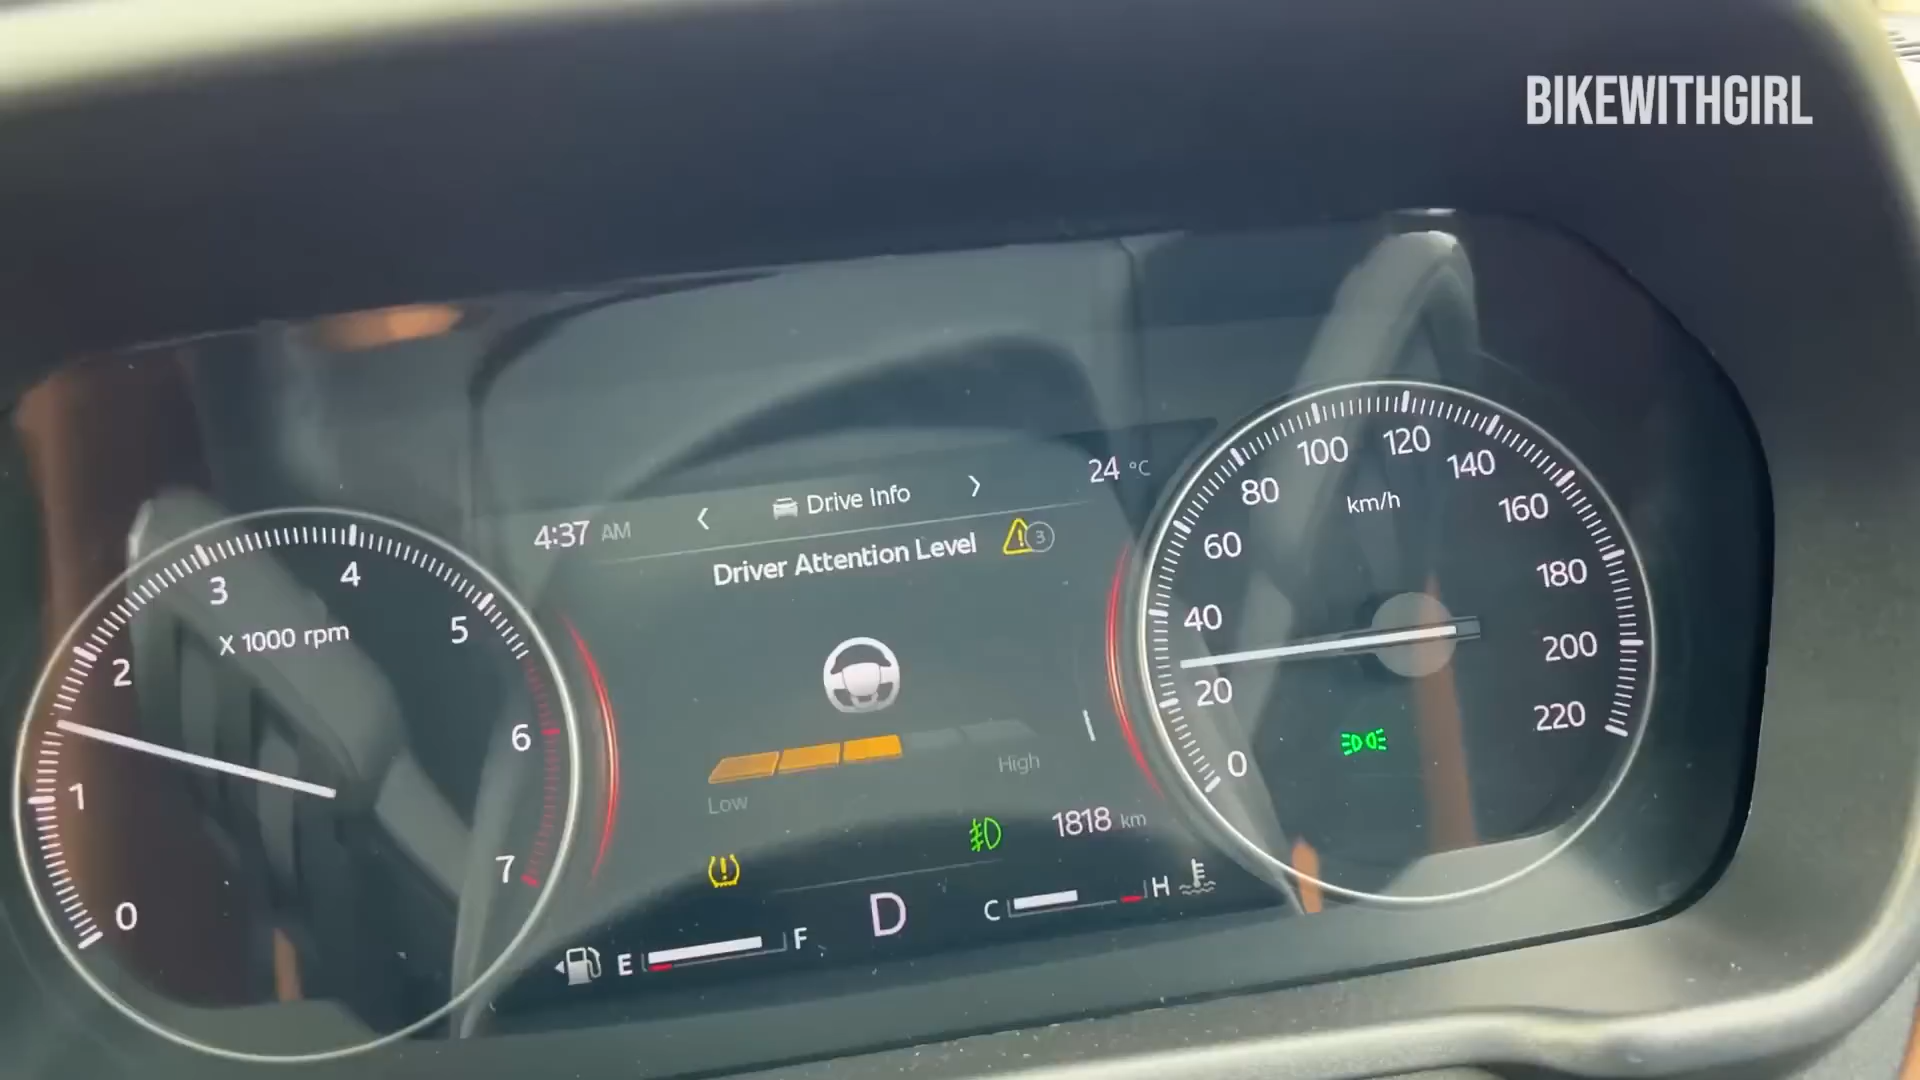 BIKEWITHGIRL
4:37 AM
< Drive Info >
24 °C
Driver Attention Level
3
Low
High
1818 km
E
F
D
C
H
0
1
2
3
4
5
6
7
X 1000 rpm
0
20
40
60
80
100
120
140
160
180
200
220
km/h